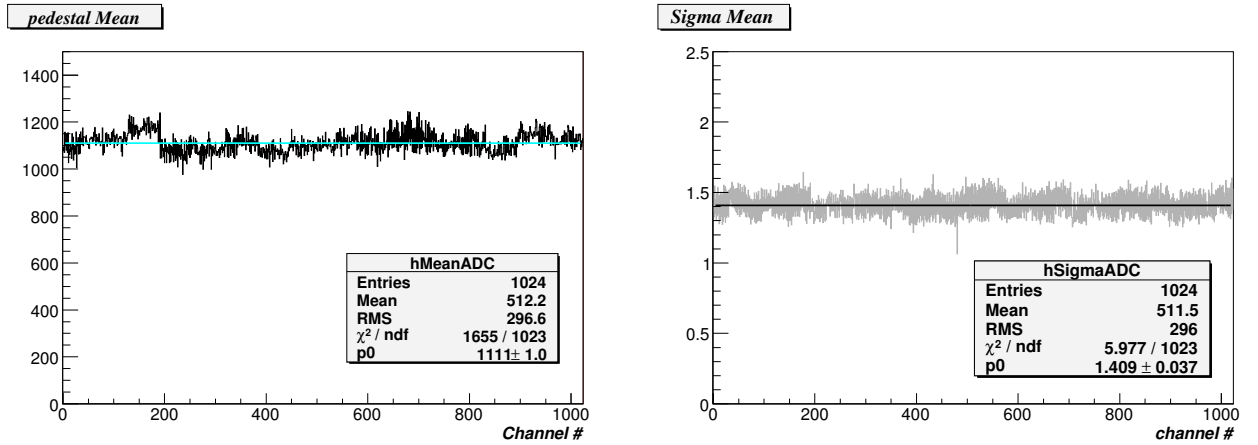 pedestal Mean
1400
1200
1000
800
600
400
200
0
0 200 400 600 800 1000
Channel #
hMeanADC
Entries 1024
Mean 512.2
RMS 296.6
χ² / ndf 1655 / 1023
p0 1111± 1.0
Sigma Mean
2.5
2
1.5
1
0.5
0
0 200 400 600 800 1000
channel #
hSigmaADC
Entries 1024
Mean 511.5
RMS 296
χ² / ndf 5.977 / 1023
p0 1.409 ± 0.037